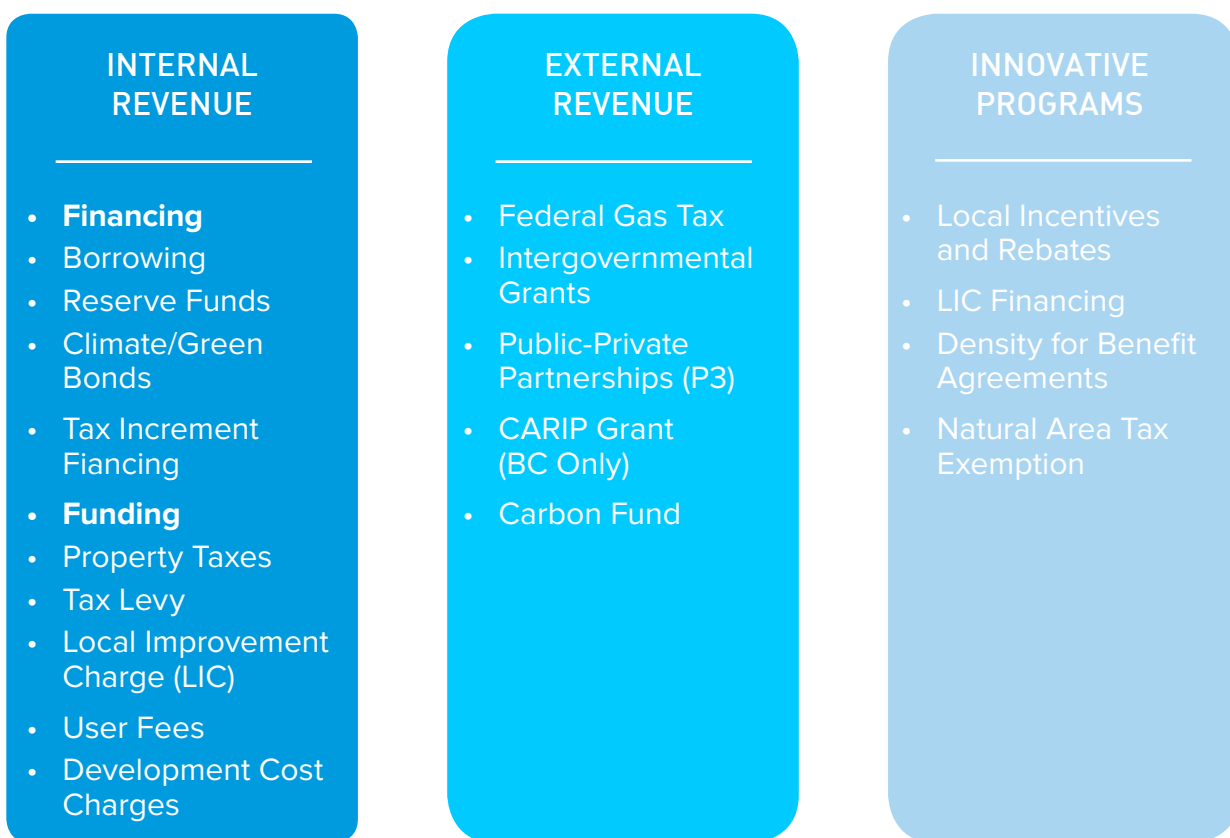 INTERNAL
REVENUE
• Financing
• Borrowing
• Reserve Funds
• Climate/Green
Bonds
• Tax Increment
Fiancing
• Funding
• Property Taxes
• Tax Levy
• Local Improvement
Charge (LIC)
• User Fees
• Development Cost
Charges
EXTERNAL
REVENUE
• Federal Gas Tax
• Intergovernmental
Grants
• Public-Private
Partnerships (P3)
• CARIP Grant
(BC Only)
• Carbon Fund
INNOVATIVE
PROGRAMS
• Local Incentives
and Rebates
• LIC Financing
• Density for Benefit
Agreements
• Natural Area Tax
Exemption